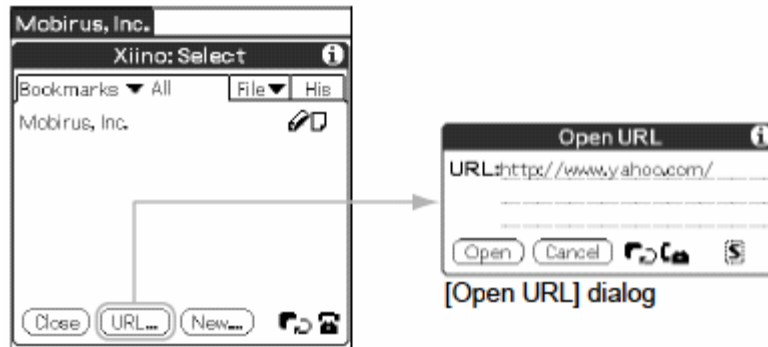 Mobirus, Inc.
Xiino: Select
Bookmarks ▼ All File▼ His
Mobirus, Inc.
Close URL... New...
Open URL
URL:http://www.yahoo.com/
Open Cancel S
[Open URL] dialog